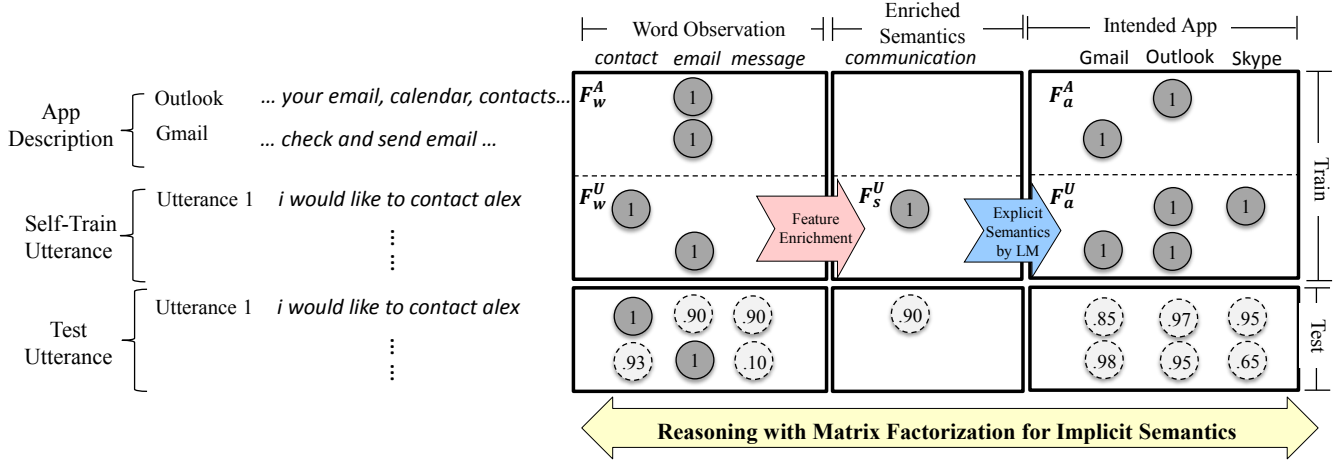 Word Observation
Enriched
Semantics
Intended App
contact email message
communication
Gmail Outlook Skype
App
Description
Outlook … your email, calendar, contacts…
Gmail … check and send email …
F_w^A
1
1
F_a^A
1
1
Train
Self-Train
Utterance
Utterance 1 i would like to contact alex
F_w^U
1
1
Feature
Enrichment
F_s^U
1
Explicit
Semantics
by LM
F_a^U
1 1
1 1
Test
Utterance
Utterance 1 i would like to contact alex
1 .90 .90 .90 .85 .97 .95
.93 1 .10 .98 .95 .65
Test
Reasoning with Matrix Factorization for Implicit Semantics